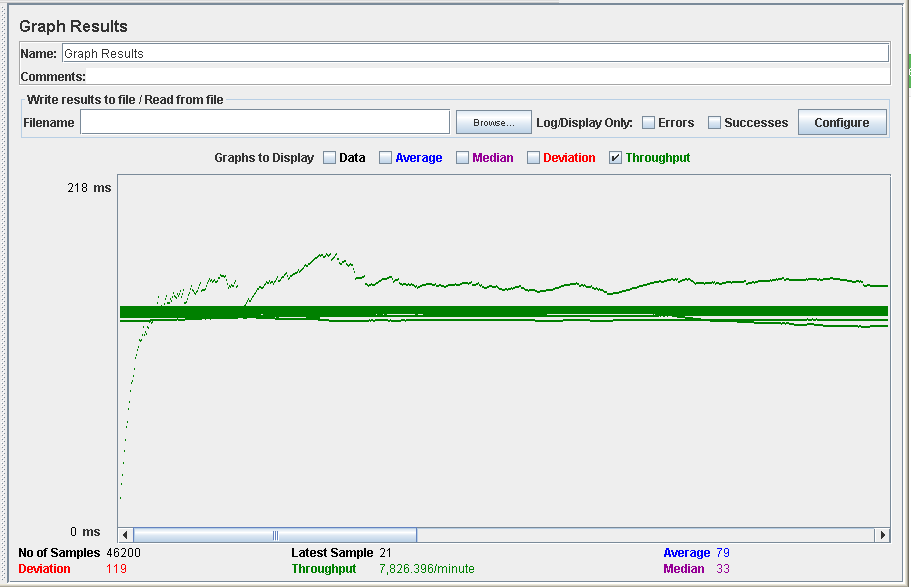 Graph Results
Name: Graph Results
Comments:
Write results to file / Read from file
Filename Browse... Log/Display Only: Errors Successes Configure
Graphs to Display Data Average Median Deviation Throughput
218 ms
0 ms
No of Samples 46200 Latest Sample 21 Average 79
Deviation 119 Throughput 7,826.396/minute Median 33